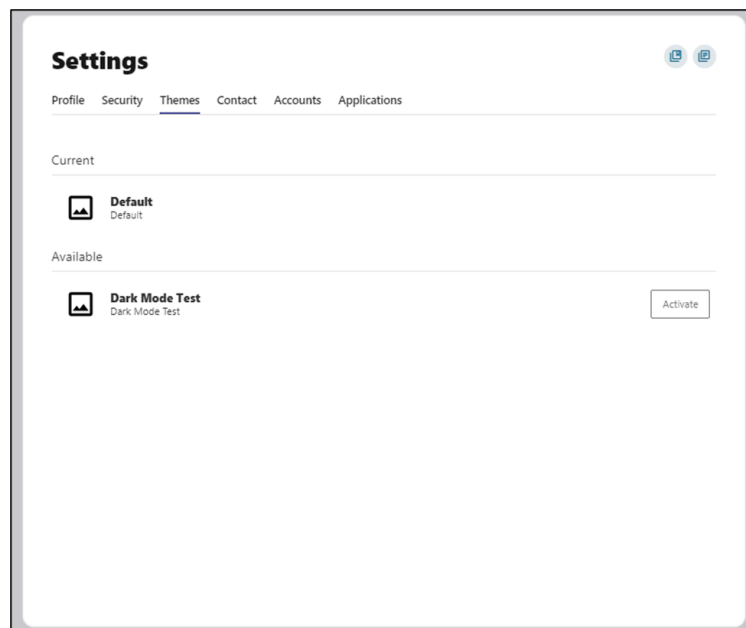 Settings
Profile Security Themes Contact Accounts Applications
Current
Default
Default
Available
Dark Mode Test
Dark Mode Test
Activate